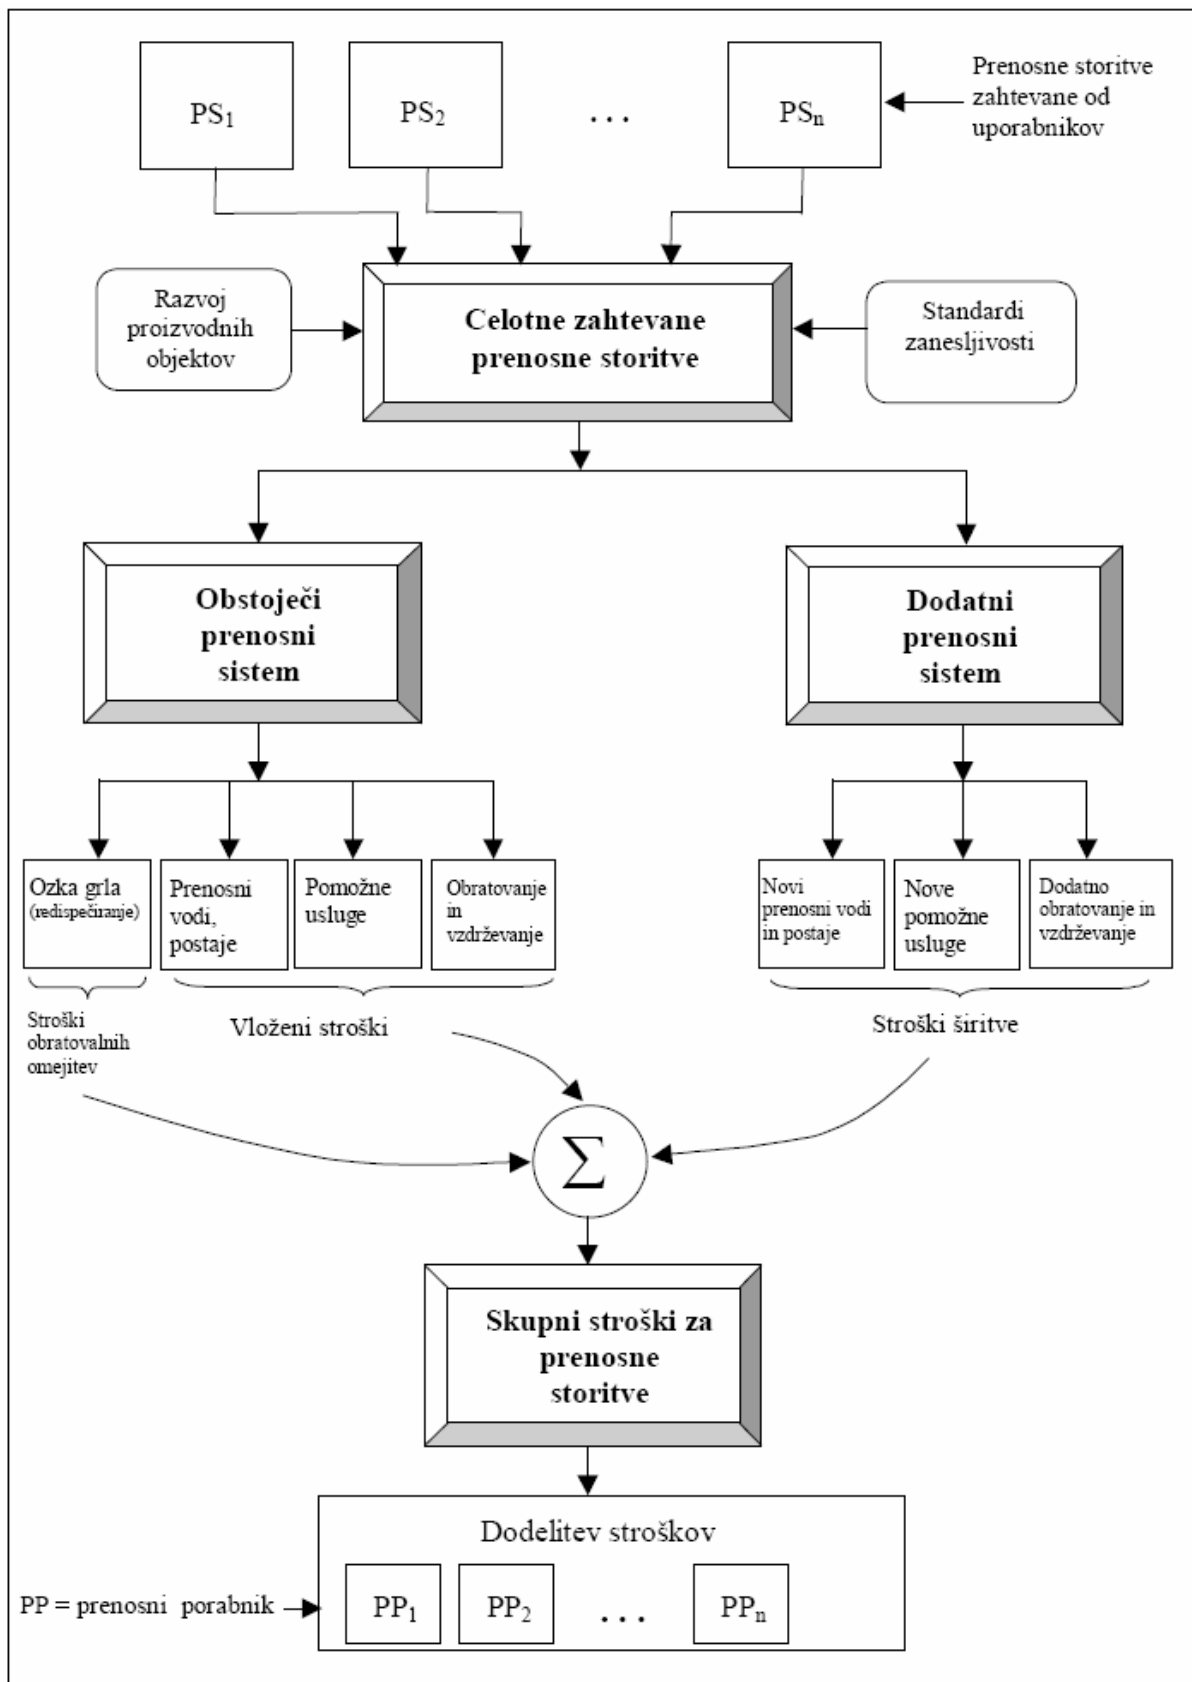 PS1
PS2
...
PSn
Prenosne storitve
zahtevane od
uporabnikov
Razvoj
proizvodnih
objektov
Celotne zahtevane
prenosne storitve
Standardi
zanesljivosti
Obstoječi
prenosni
sistem
Dodatni
prenosni
sistem
Ozka grla
(redispečiranje)
Prenosni
vodi,
postaje
Pomožne
usluge
Obratovanje
in
vzdrževanje
Novi
prenosni vodi
in postaje
Nove
pomožne
usluge
Dodatno
obratovanje in
vzdrževanje
Stroški
obratovalnih
omejitev
Vloženi stroški
Stroški širitve
Σ
Skupni stroški za
prenosne
storitve
Dodelitev stroškov
PP = prenosni porabnik
PP1
PP2
...
PPn